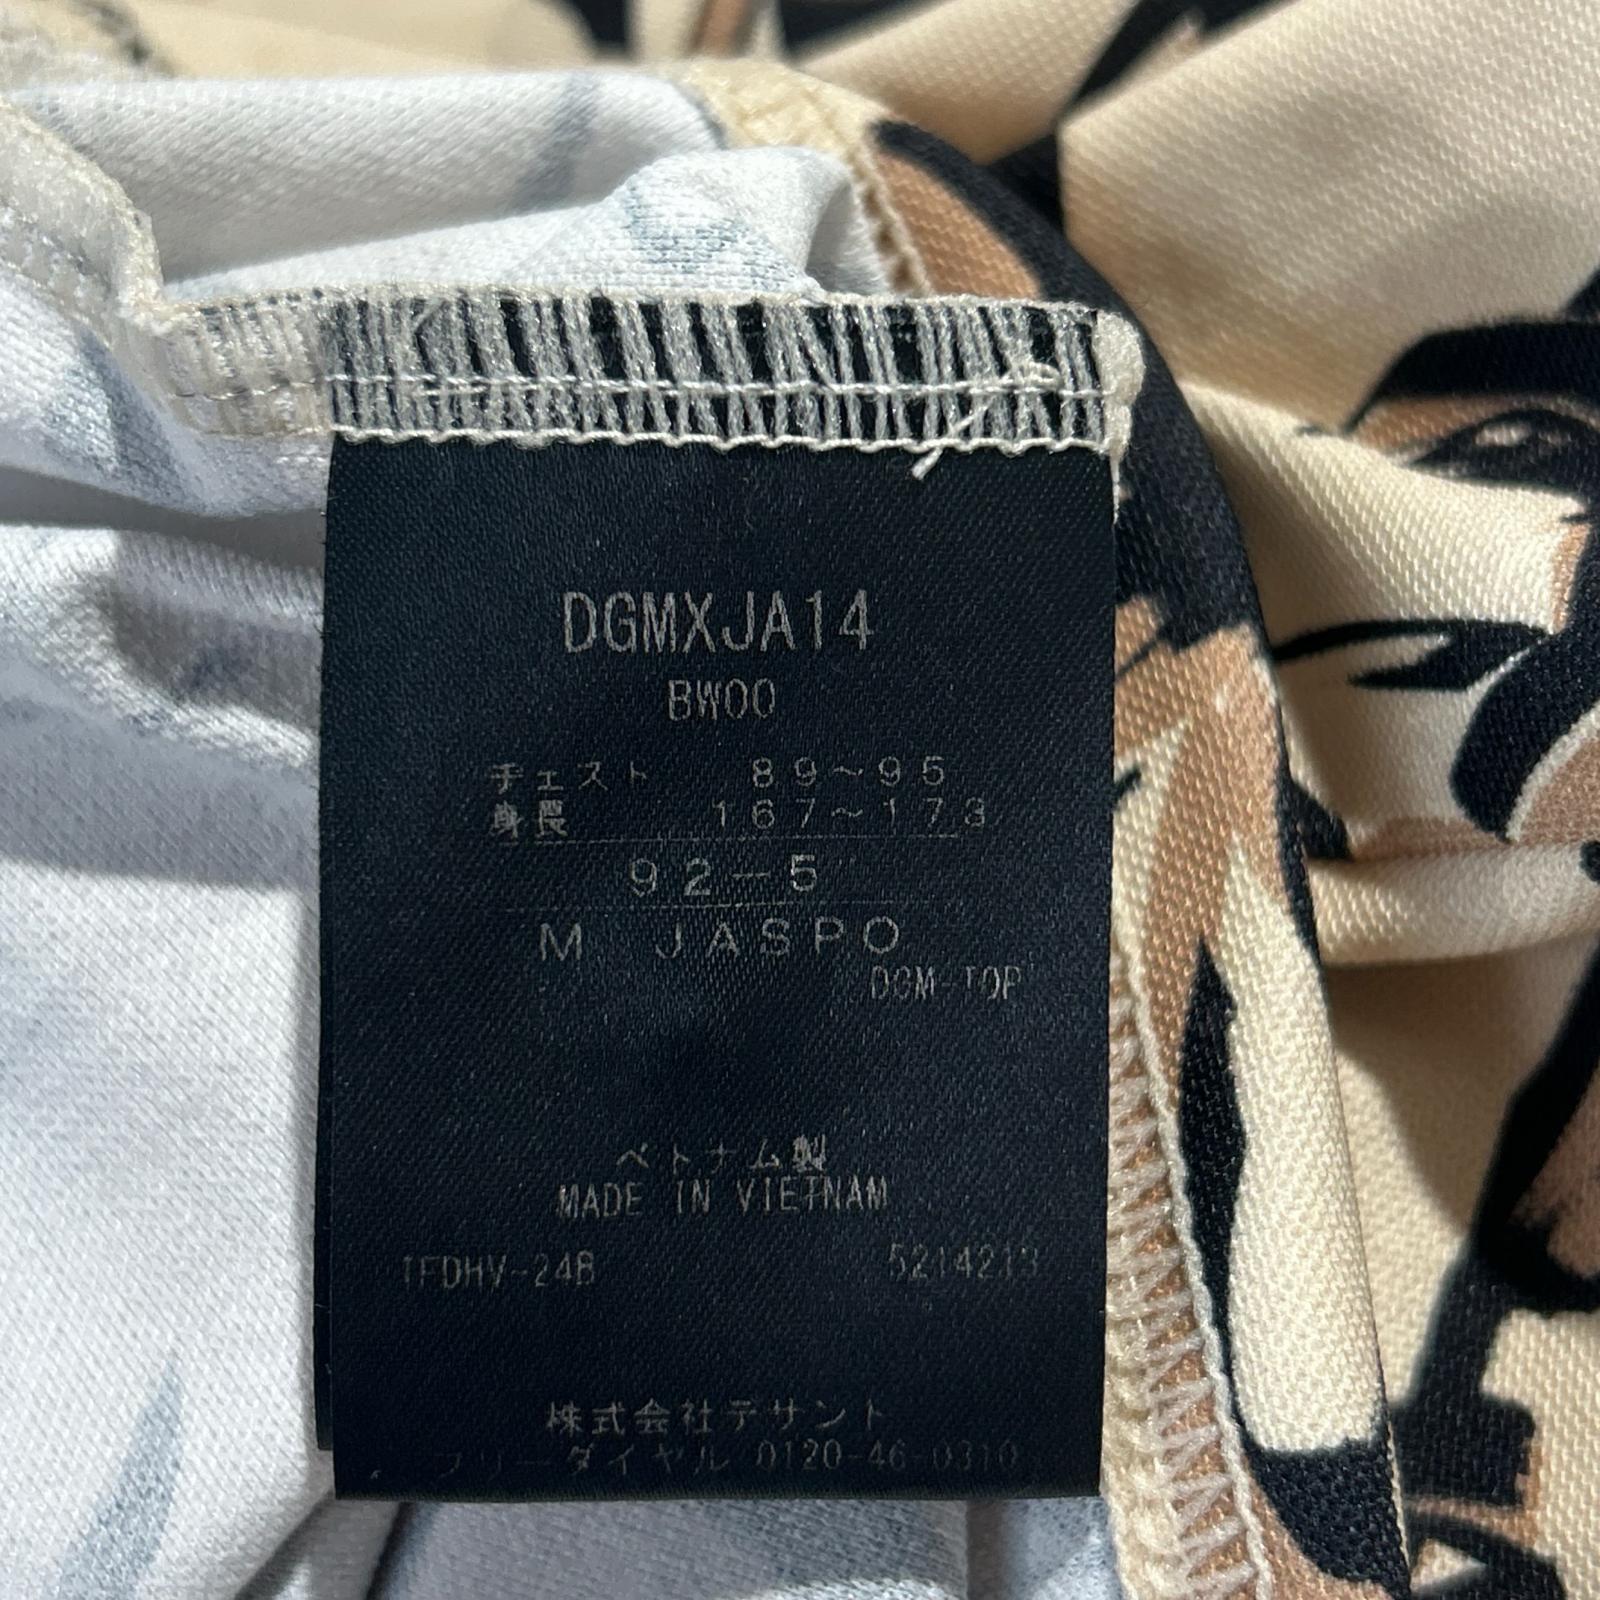 DGMXJA14
BW00
チェスト 89~95
身長 167~173
92-5
M JASPO
DGM-TOP
ベトナム製
MADE IN VIETNAM
TFDHV-24B 5214213
株式会社デサント
フリーダイヤル 0120-46-0310